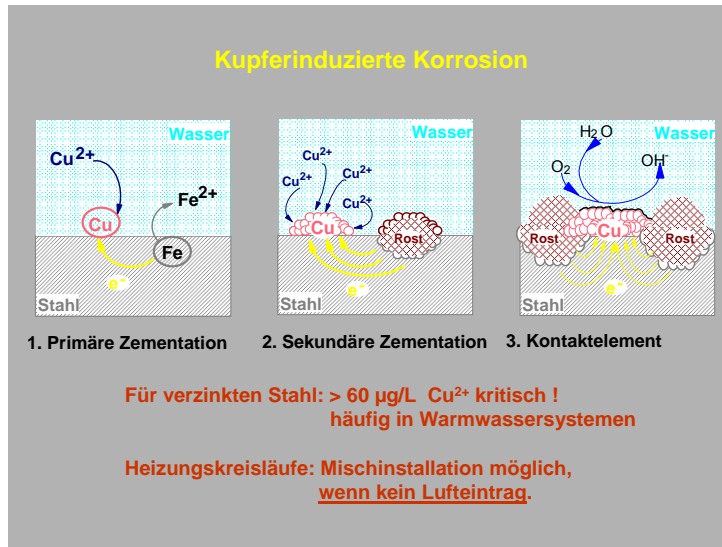 Kupferinduzierte Korrosion
Wasser
Cu2+
Fe2+
Cu
Fe
e-
Stahl
1. Primäre Zementation
Wasser
Cu2+
Cu2+
Cu2+
Cu2+
Cu
Rost
e-
Stahl
2. Sekundäre Zementation
H2O
Wasser
O2
OH-
Rost
Cu
Rost
e-
Stahl
3. Kontaktelement
Für verzinkten Stahl: > 60 µg/L Cu2+ kritisch !
häufig in Warmwassersystemen
Heizungskreisläufe: Mischinstallation möglich,
wenn kein Lufteintrag.